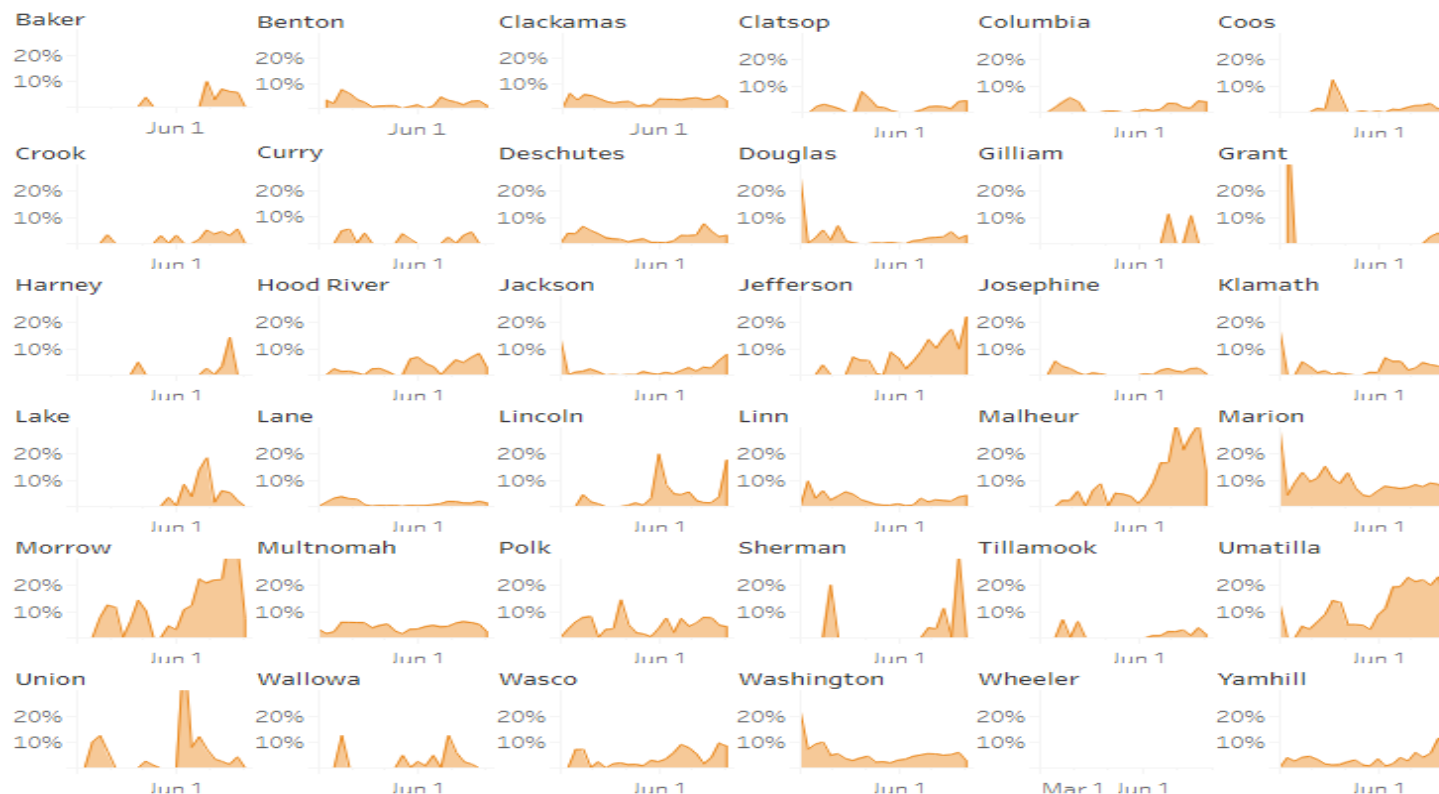 Baker Benton Clackamas Clatsop Columbia Coos
20% 20% 20% 20% 20% 20%
10% 10% 10% 10% 10% 10%
Jun 1 Jun 1 Jun 1 Jun 1 Jun 1 Jun 1
Crook Curry Deschutes Douglas Gilliam Grant
20% 20% 20% 20% 20% 20%
10% 10% 10% 10% 10% 10%
Jun 1 Jun 1 Jun 1 Jun 1 Jun 1 Jun 1
Harney Hood River Jackson Jefferson Josephine Klamath
20% 20% 20% 20% 20% 20%
10% 10% 10% 10% 10% 10%
Jun 1 Jun 1 Jun 1 Jun 1 Jun 1 Jun 1
Lake Lane Lincoln Linn Malheur Marion
20% 20% 20% 20% 20% 20%
10% 10% 10% 10% 10% 10%
Jun 1 Jun 1 Jun 1 Jun 1 Jun 1 Jun 1
Morrow Multnomah Polk Sherman Tillamook Umatilla
20% 20% 20% 20% 20% 20%
10% 10% 10% 10% 10% 10%
Jun 1 Jun 1 Jun 1 Jun 1 Jun 1 Jun 1
Union Wallowa Wasco Washington Wheeler Yamhill
20% 20% 20% 20% 20% 20%
10% 10% 10% 10% 10% 10%
Jun 1 Jun 1 Jun 1 Jun 1 Mar 1 Jun 1 Jun 1